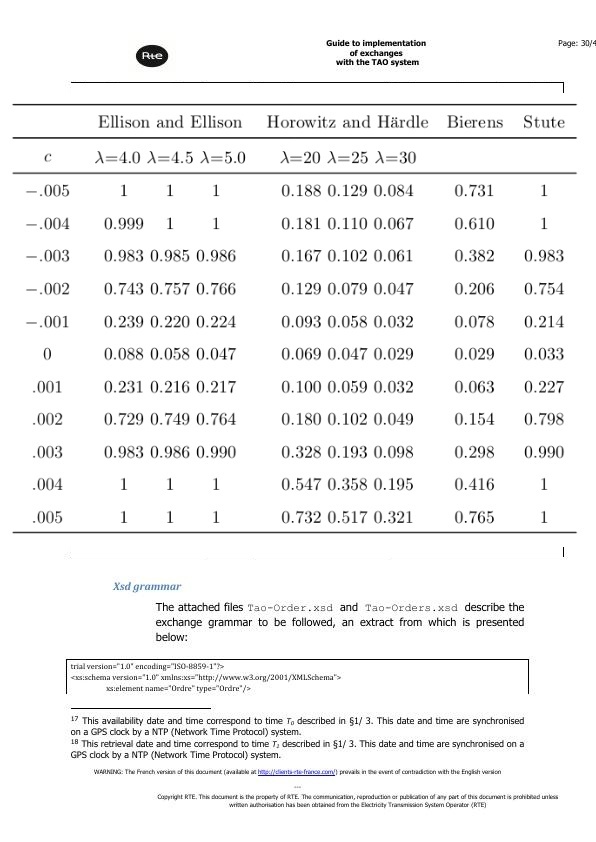 Rte
Guide to implementation
of exchanges
with the TAO system
Page: 30/4
Ellison and Ellison Horowitz and Härdle Bierens Stute
c λ=4.0 λ=4.5 λ=5.0 λ=20 λ=25 λ=30
−.005 1 1 1 0.188 0.129 0.084 0.731 1
−.004 0.999 1 1 0.181 0.110 0.067 0.610 1
−.003 0.983 0.985 0.986 0.167 0.102 0.061 0.382 0.983
−.002 0.743 0.757 0.766 0.129 0.079 0.047 0.206 0.754
−.001 0.239 0.220 0.224 0.093 0.058 0.032 0.078 0.214
0 0.088 0.058 0.047 0.069 0.047 0.029 0.029 0.033
.001 0.231 0.216 0.217 0.100 0.059 0.032 0.063 0.227
.002 0.729 0.749 0.764 0.180 0.102 0.049 0.154 0.798
.003 0.983 0.986 0.990 0.328 0.193 0.098 0.298 0.990
.004 1 1 1 0.547 0.358 0.195 0.416 1
.005 1 1 1 0.732 0.517 0.321 0.765 1
Xsd grammar
The attached files Tao-Order.xsd and Tao-Orders.xsd describe the
exchange grammar to be followed, an extract from which is presented
below:
trial version="1.0" encoding="ISO-8859-1"?>
<xs:schema version="1.0" xmlns:xs="http://www.w3.org/2001/XMLSchema">
xs:element name="Ordre" type="Ordre"/>
17 This availability date and time correspond to time T0 described in §1/ 3. This date and time are synchronised
on a GPS clock by a NTP (Network Time Protocol) system.
18 This retrieval date and time correspond to time T1 described in §1/ 3. This date and time are synchronised on a
GPS clock by a NTP (Network Time Protocol) system.
WARNING: The French version of this document (available at http://clients-rte-france.com/) prevails in the event of contradiction with the English version
---
Copyright RTE. This document is the property of RTE. The communication, reproduction or publication of any part of this document is prohibited unless
written authorisation has been obtained from the Electricity Transmission System Operator (RTE)